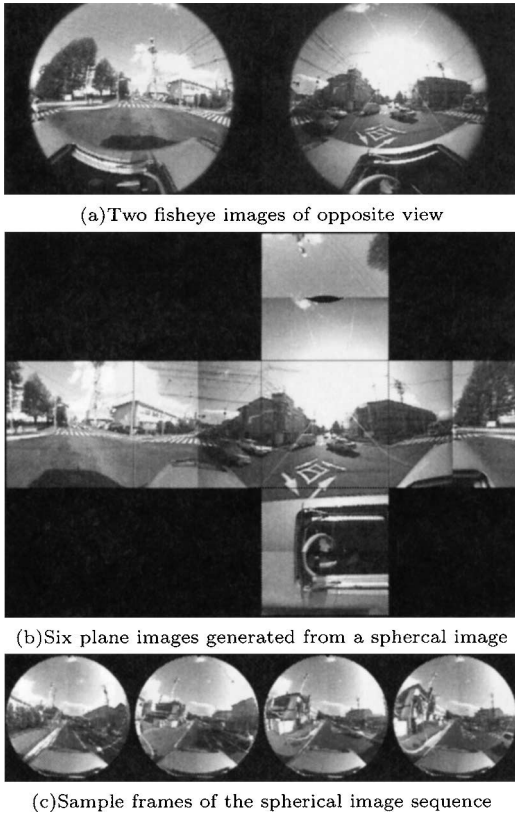 (a)Two fisheye images of opposite view
(b)Six plane images generated from a sphercal image
(c)Sample frames of the spherical image sequence